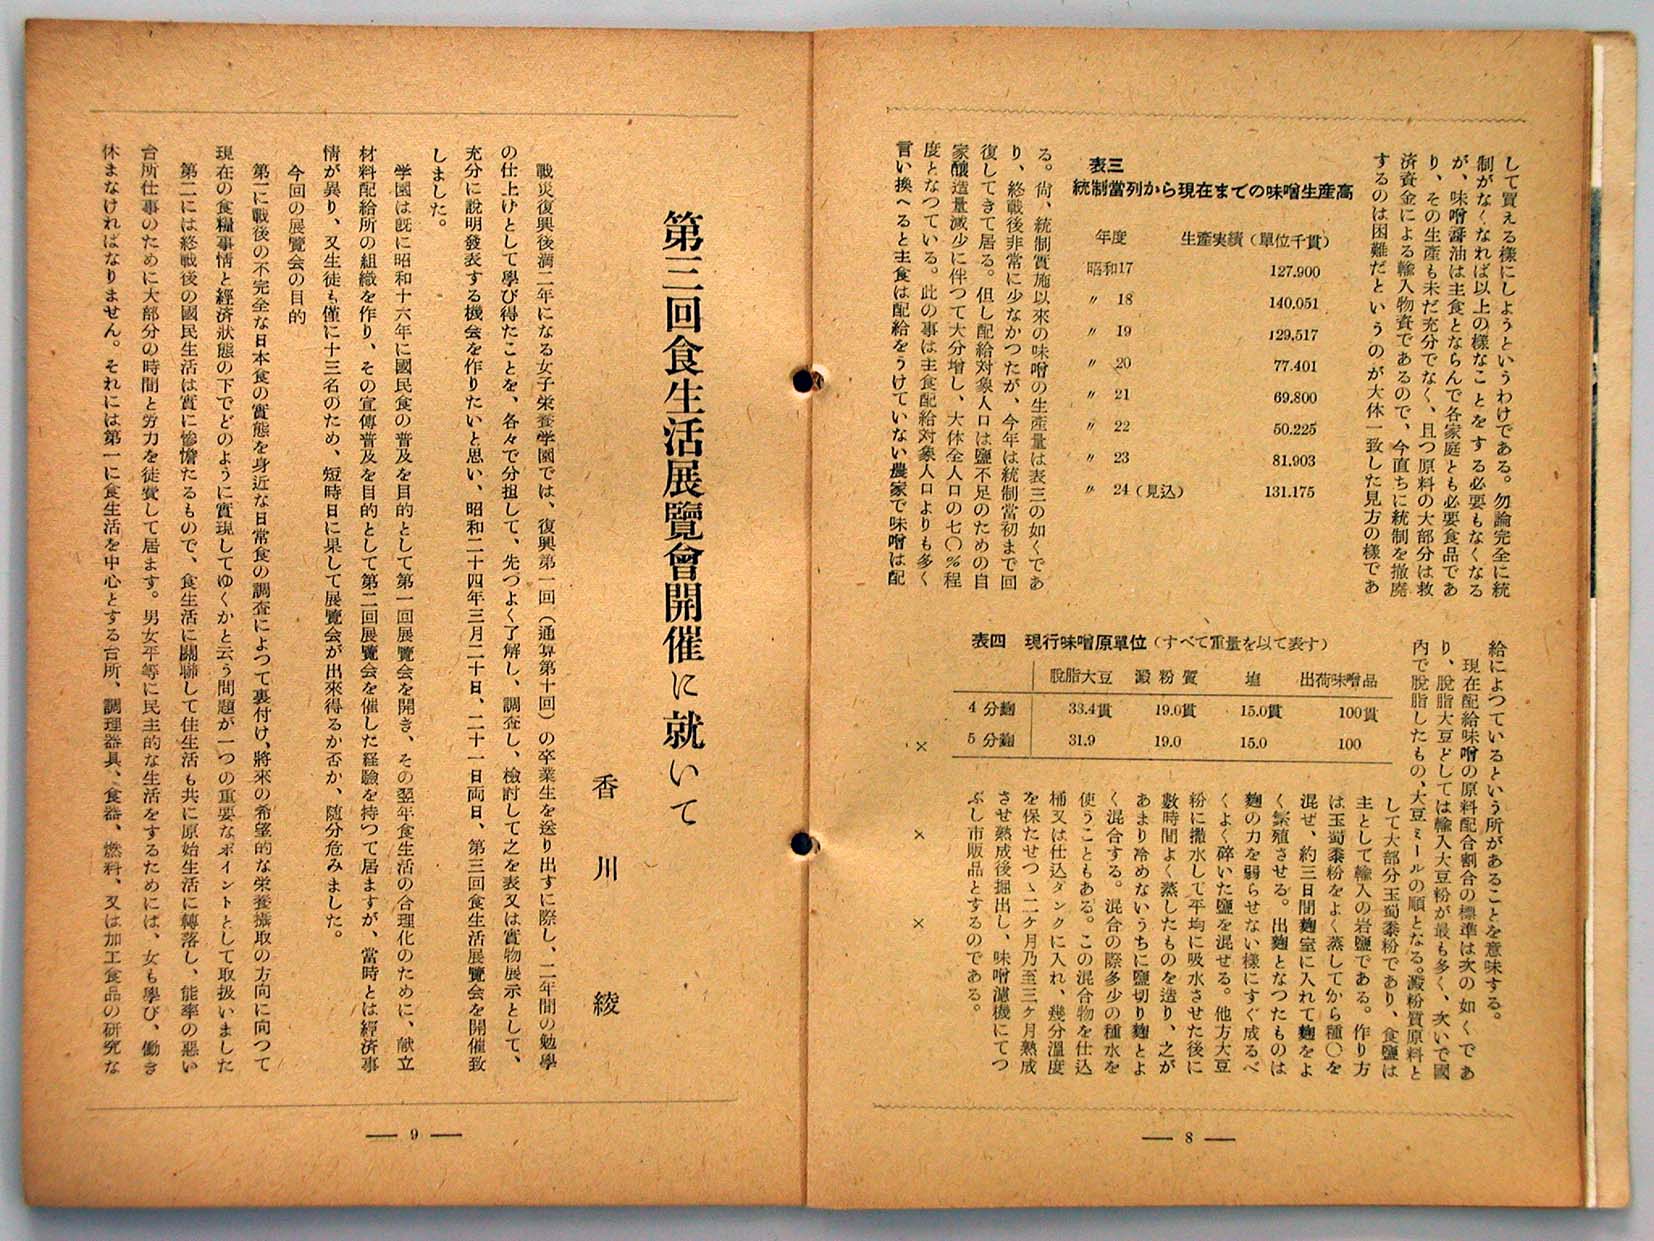 して買える様にしようというわけである。勿論完全に統
制がなくなれば以上の様なことをする必要もなくなる
が、味噌醤油は主食とならんで各家庭とも必要食品であ
り、その生産も未だ充分でなく、且つ原料の大部分は救
済資金による輸入物資であるので、今直ちに統制を撤廃
するのは困難だというのが大体一致した見方の様であ
表三
統制當列から現在までの味噌生産高
年度 生產実績(單位千貫)
昭和17 127.900
〃 18 140.051
〃 19 129,517
〃 20 77.401
〃 21 69.800
〃 22 50.225
〃 23 81.903
〃 24(見込) 131.175
る。尙、統制實施以來の味噌の生産量は表三の如くであ
り、終戰後非常に少なかつたが、今年は統制當初まで回
復してきて居る。但し配給対象人口は鹽不足のための自
家釀造量減少に伴つて大分增し、大体全人口の七〇%程
度となつている。此の事は主食配給対象人口よりも多く
言い換へると主食は配給をうけていない農家で味噌は配
給によつているという所があることを意味する。
現在配給味噌の原料配合割合の標準は次の如くであ
り、脫脂大豆としては輸入大豆粉が最も多く、次いで國
內で脫脂したもの、大豆ミールの順となる。澱粉質原料と
表四 現行味噌原單位(すべて重量を以て表す)
脫脂大豆 澱粉質 塩 出荷味噌品
4分麹 33.4貫 19.0貫 15.0貫 100貫
5分麹 31.9 19.0 15.0 100
して大部分玉蜀黍粉であり、食鹽は
主として輸入の岩鹽である。作り方
は玉蜀黍粉をよく蒸してから種〇を
混ぜ、約三日間麹室に入れて麹をよ
く繁殖させる。出麹となつたものは
麹の力を弱らせない様にすぐ成るべ
くよく碎いた鹽を混ぜる。他方大豆
粉に撒水して平均に吸水させた後に
數時間よく蒸したものを造り、之が
あまり冷めないうちに鹽切り麹とよ
く混合する。混合の際多少の種水を
使うこともある。この混合物を仕込
桶又は仕込タンクに入れ、幾分温度
を保たせつゝ二ケ月乃至三ケ月熟成
させ熟成後掘出し、味噌濾機にてつ
ぶし市販品とするのである。
× × ×
— 8 —
第三回食生活展覽會開催に就いて
香川綾
戰災復興後滿二年になる女子栄養学園では、復興第一回(通算第十回)の卒業生を送り出すに際し、二年間の勉學
の仕上けとして學び得たことを、各々で分担して、先つよく了解し、調査し、檢討して之を表又は實物展示として、
充分に説明發表する機会を作りたいと思い、昭和二十四年三月二十日、二十一日両日、第三回食生活展覽会を開催致
しました。
学園は既に昭和十六年に國民食の普及を目的として第一回展覽会を開き、その翌年食生活の合理化のために、献立
材料配給所の組織を作り、その宣傳普及を目的として第二回展覽会を催した経驗を持つて居ますが、當時とは經済事
情が異り、又生徒も僅に十三名のため、短時日に果して展覽会が出來得るか否か、随分危みました。
今回の展覽会の目的
第一に戰後の不完全な日本食の實態を身近な日常食の調査によつて裏付け、將來の希望的な栄養攝取の方向に向つて
現在の食糧事情と經済狀態の下でどのように實現してゆくかと云う問題が一つの重要なポイントとして取扱いました
第二には終戰後の國民生活は實に慘憺たるもので、食生活に關聯して住生活も共に原始生活に轉落し、能率の惡い
台所仕事のために大部分の時間と労力を徒費して居ます。男女平等に民主的な生活をするためには、女も學び、働き
休まなければなりません。それには第一に食生活を中心とする台所、調理器具、食器、燃料、又は加工食品の研究な
— 9 —